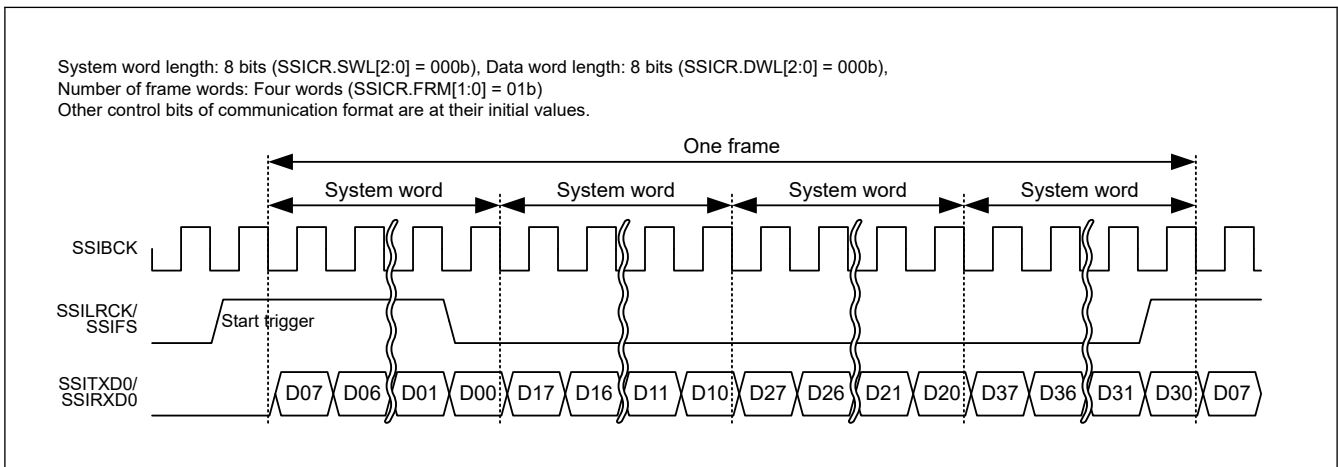 System word length: 8 bits (SSICR.SWL[2:0] = 000b), Data word length: 8 bits (SSICR.DWL[2:0] = 000b),
Number of frame words: Four words (SSICR.FRM[1:0] = 01b)
Other control bits of communication format are at their initial values.
One frame
System word System word System word System word
SSIBCK
SSILRCK/
SSIFS
Start trigger
SSITXD0/
SSIRXD0
D07 D06 D01 D00 D17 D16 D11 D10 D27 D26 D21 D20 D37 D36 D31 D30 D07